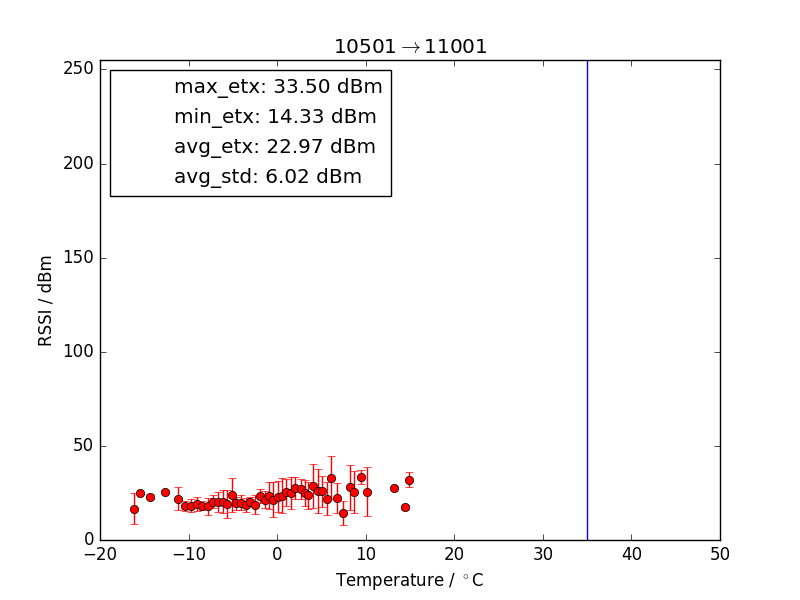 10501→11001
max_etx: 33.50 dBm
min_etx: 14.33 dBm
avg_etx: 22.97 dBm
avg_std: 6.02 dBm
RSSI / dBm
250
200
150
100
50
0
−20 −10 0 10 20 30 40 50
Temperature / °C